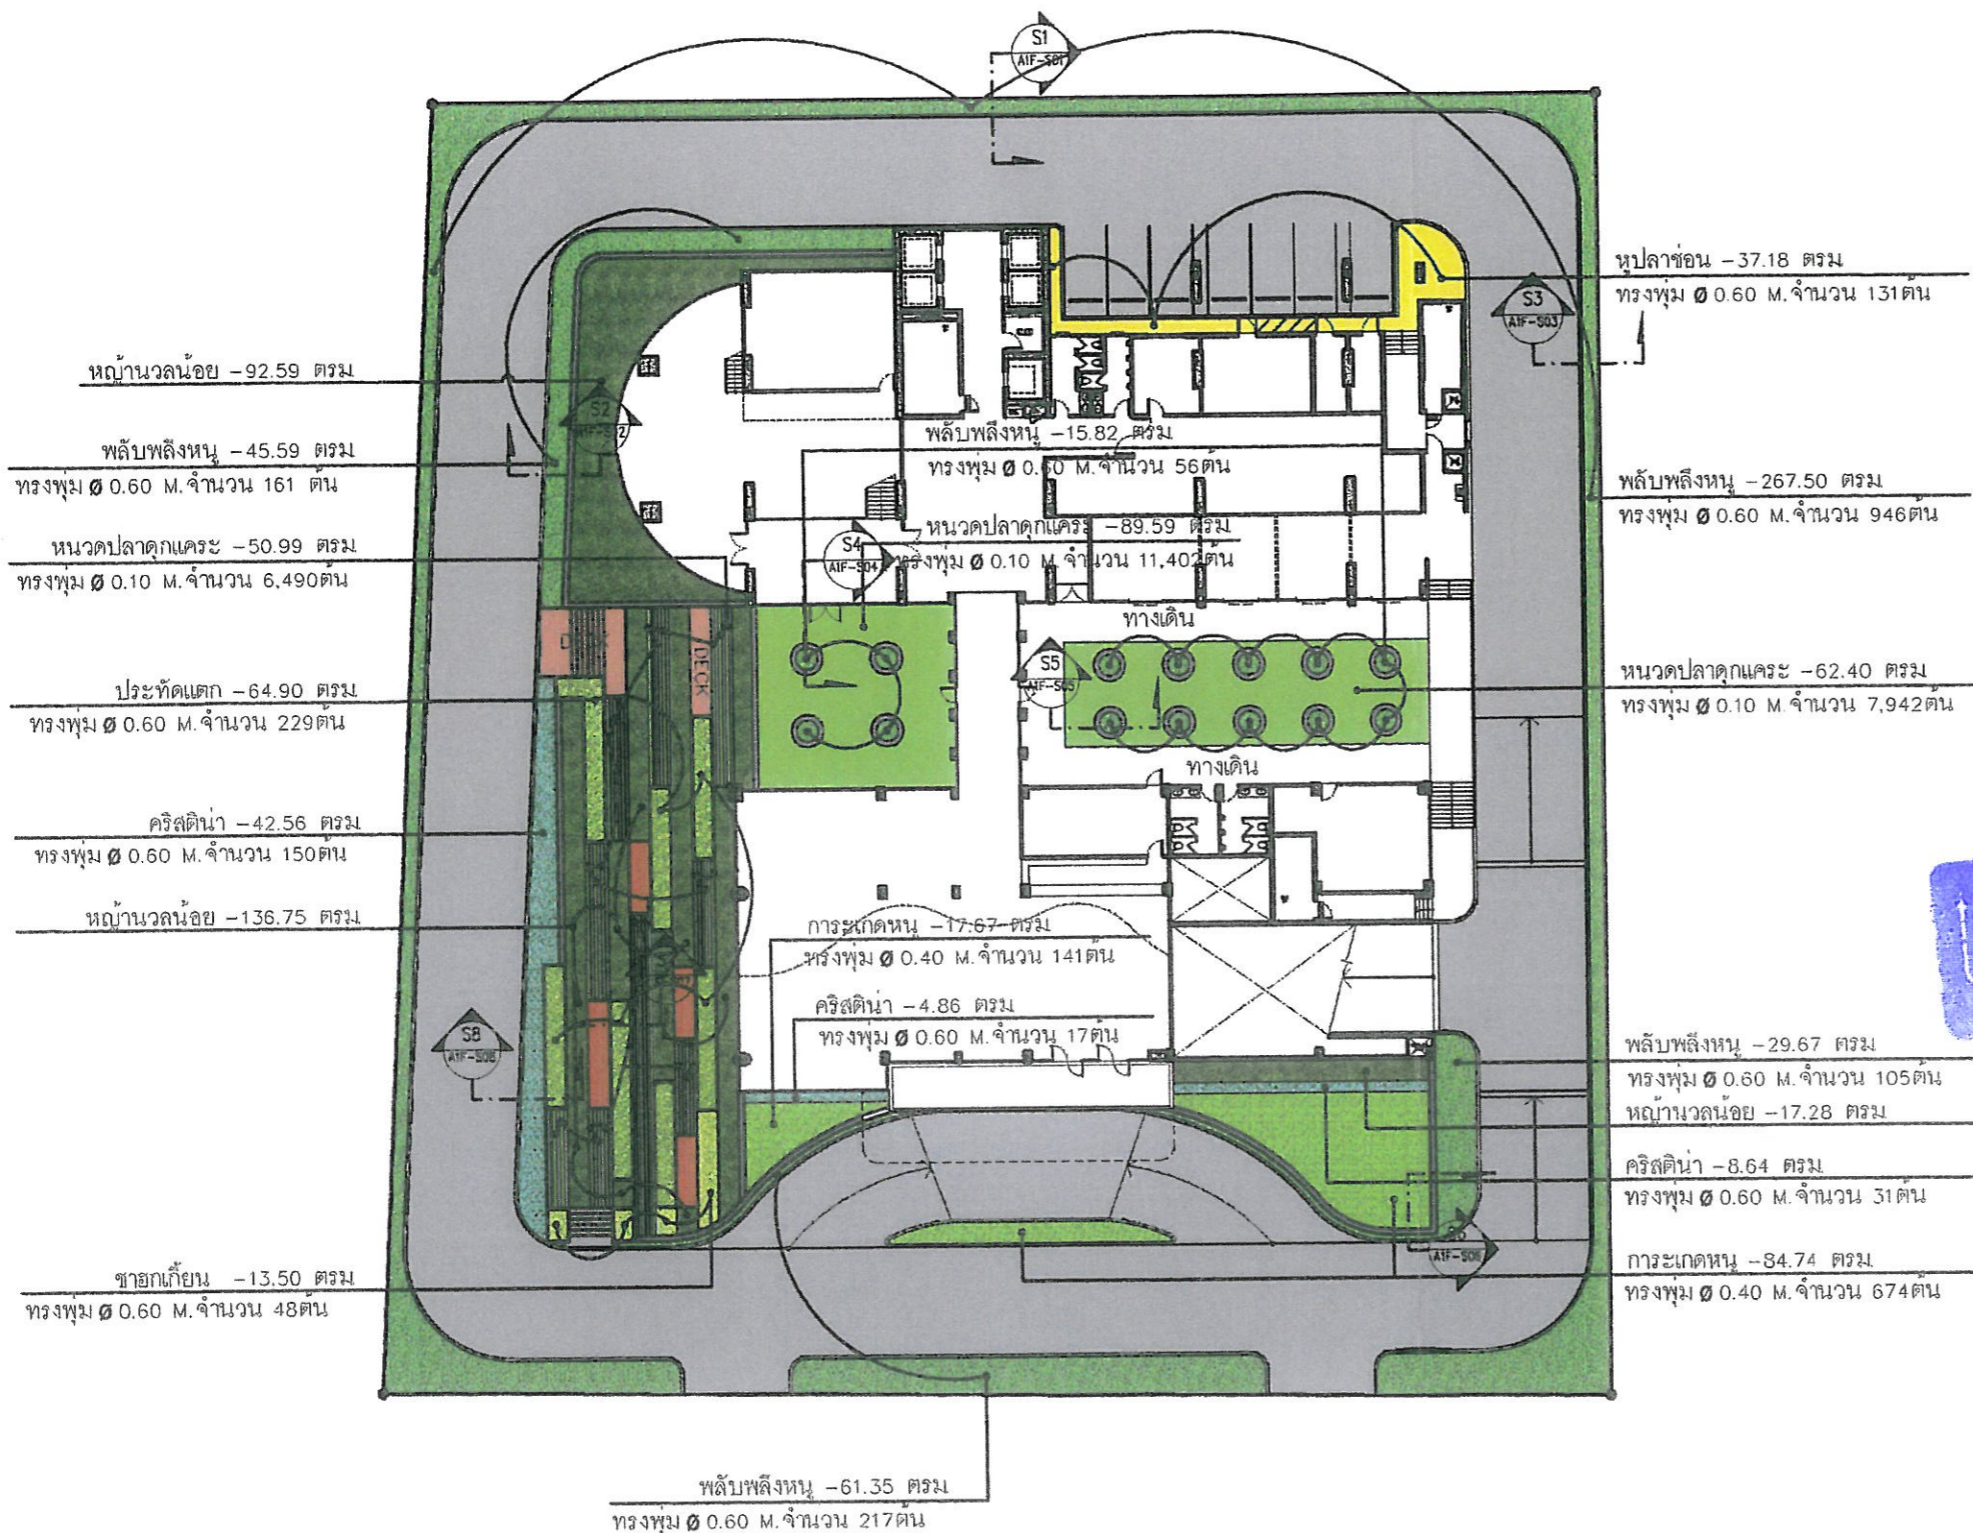 S1
A1F-S01
หูปลาช่อน -37.18 ตรม
ทรงพุ่ม Ø 0.60 M.จำนวน 131ต้น
S3
A1F-S03
หญ้านวลน้อย -92.59 ตรม
S2
พลับพลึงหนู -15.82 ตรม
ทรงพุ่ม Ø 0.60 M.จำนวน 56ต้น
พลับพลึงหนู -45.59 ตรม
ทรงพุ่ม Ø 0.60 M.จำนวน 161 ต้น
พลับพลึงหนู -267.50 ตรม
ทรงพุ่ม Ø 0.60 M.จำนวน 946ต้น
หนวดปลาดุกแคระ -89.59 ตรม
ทรงพุ่ม Ø 0.10 M.จำนวน 11,402ต้น
S4
A1F-S04
หนวดปลาดุกแคระ -50.99 ตรม
ทรงพุ่ม Ø 0.10 M.จำนวน 6,490ต้น
ทางเดิน
DECK
S5
A1F-S05
หนวดปลาดุกแคระ -62.40 ตรม
ทรงพุ่ม Ø 0.10 M.จำนวน 7,942ต้น
ประทัดแตก -64.90 ตรม
ทรงพุ่ม Ø 0.60 M.จำนวน 229ต้น
ทางเดิน
คริสติน่า -42.56 ตรม
ทรงพุ่ม Ø 0.60 M.จำนวน 150ต้น
หญ้านวลน้อย -136.75 ตรม
การะเกดหนู -17.67 ตรม
ทรงพุ่ม Ø 0.40 M.จำนวน 141ต้น
คริสติน่า -4.86 ตรม
ทรงพุ่ม Ø 0.60 M.จำนวน 17ต้น
S8
พลับพลึงหนู -29.67 ตรม
ทรงพุ่ม Ø 0.60 M.จำนวน 105ต้น
หญ้านวลน้อย -17.28 ตรม
คริสติน่า -8.64 ตรม
ทรงพุ่ม Ø 0.60 M.จำนวน 31ต้น
A1F-S06
การะเกดหนู -84.74 ตรม
ทรงพุ่ม Ø 0.40 M.จำนวน 674ต้น
ชาฮกเกี้ยน -13.50 ตรม
ทรงพุ่ม Ø 0.60 M.จำนวน 48ต้น
พลับพลึงหนู -61.35 ตรม
ทรงพุ่ม Ø 0.60 M.จำนวน 217ต้น